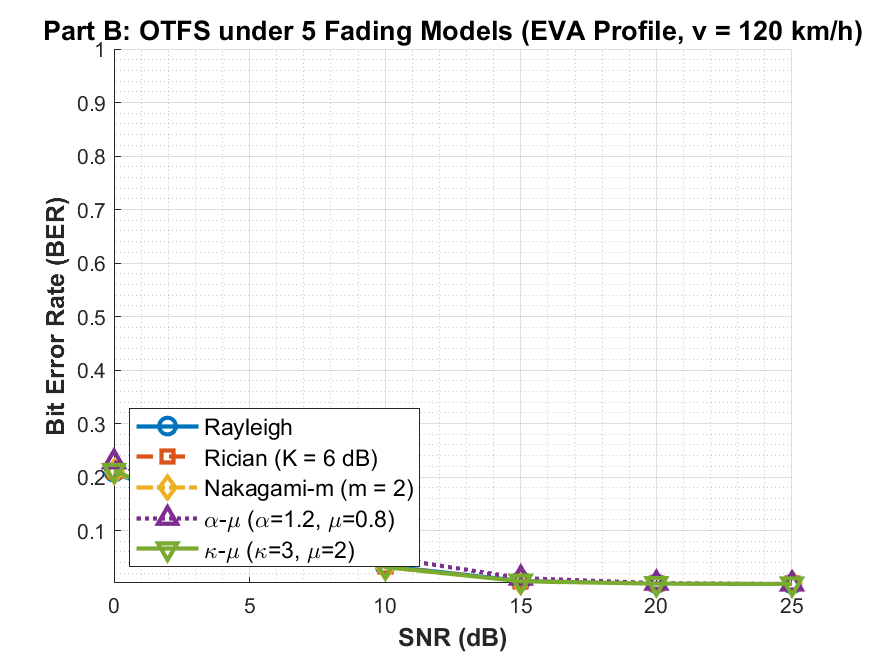 Part B: OTFS under 5 Fading Models (EVA Profile, v = 120 km/h)
1
0.9
0.8
0.7
0.6
0.5
0.4
0.3
0.2
0.1
Bit Error Rate (BER)
Rayleigh
Rician (K = 6 dB)
Nakagami-m (m = 2)
α-μ (α=1.2, μ=0.8)
κ-μ (κ=3, μ=2)
0 5 10 15 20 25
SNR (dB)